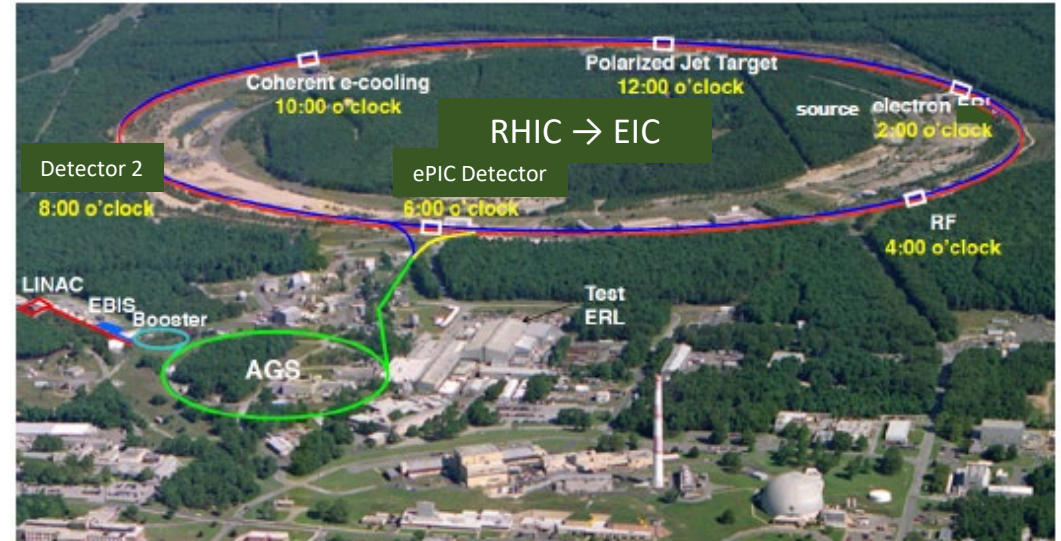 Coherent e-cooling
10:00 o'clock
Polarized Jet Target
12:00 o'clock
source electron
2:00 o'clock
RHIC → EIC
Detector 2
8:00 o'clock
ePIC Detector
6:00 o'clock
RF
4:00 o'clock
LINAC
EBIS
Booster
Test
ERL
AGS